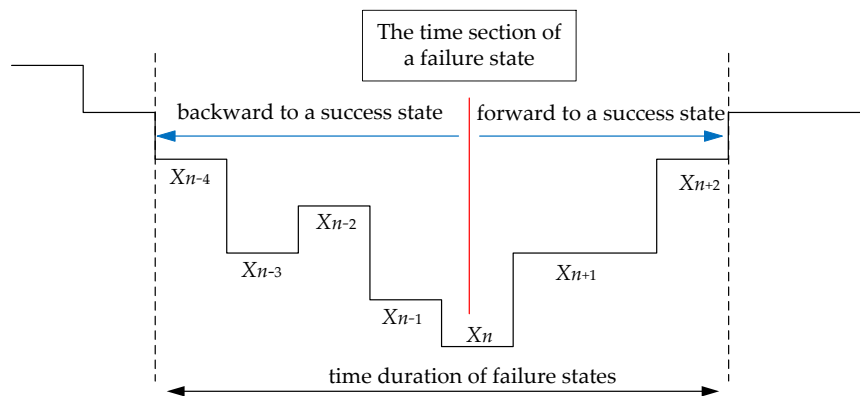 The time section of
a failure state
backward to a success state
forward to a success state
Xn-4
Xn+2
Xn-2
Xn-3
Xn+1
Xn-1
Xn
time duration of failure states